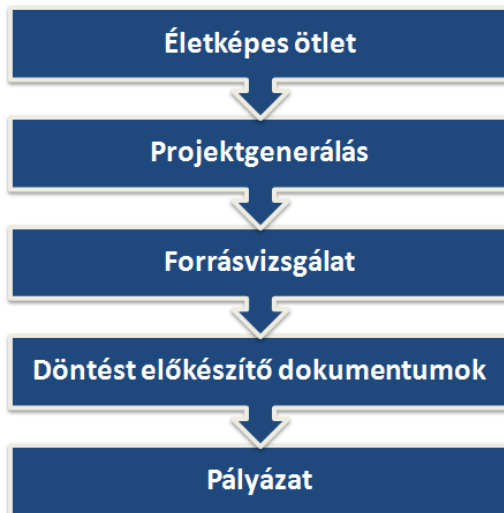 Életképes ötlet
Projektgenerálás
Forrásvizsgálat
Döntést előkészítő dokumentumok
Pályázat